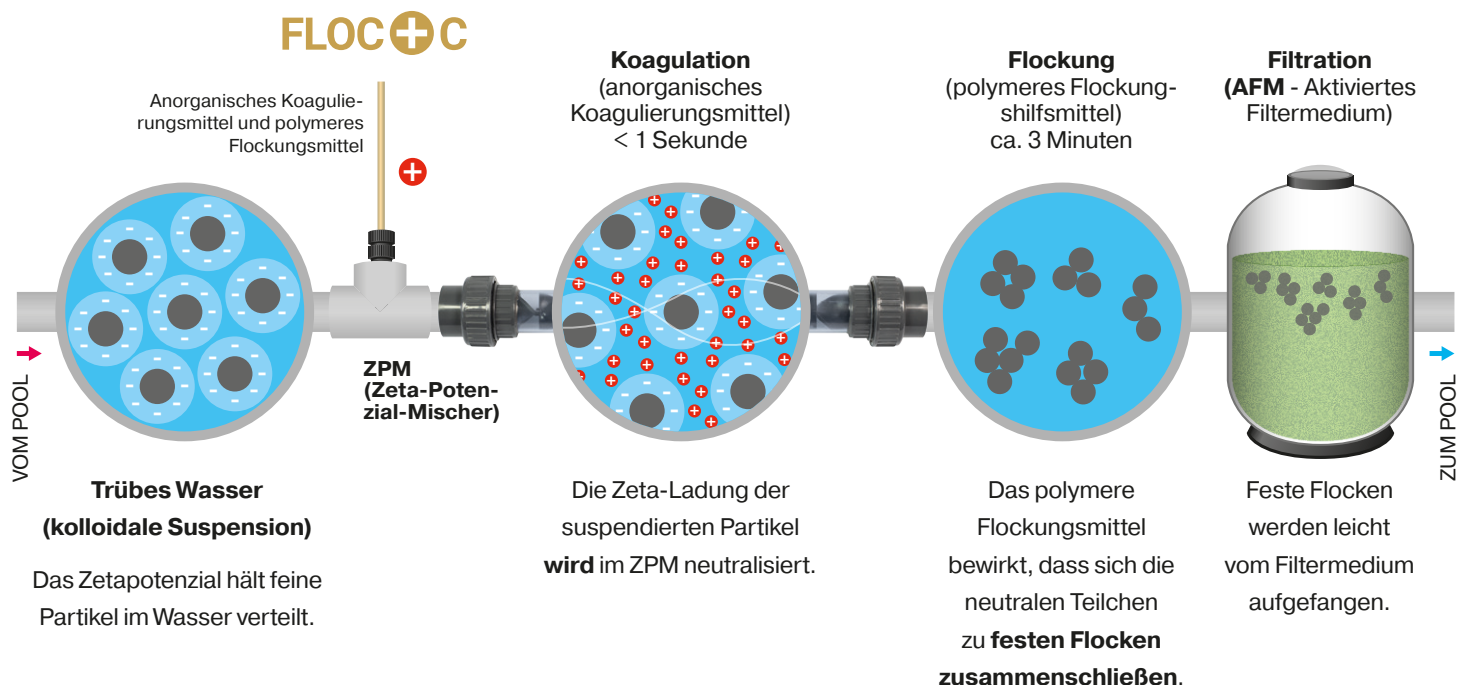 FLOC+C
Anorganisches Koagulie-
rungsmittel und polymeres
Flockungsmittel
+
Koagulation
(anorganisches
Koagulierungsmittel)
< 1 Sekunde
Flockung
(polymeres Flockung-
shilfsmittel)
ca. 3 Minuten
Filtration
(AFM - Aktiviertes
Filtermedium)
VOM POOL
ZPM
(Zeta-Poten-
zial-Mischer)
ZUM POOL
Trübes Wasser
(kolloidale Suspension)
Das Zetapotenzial hält feine
Partikel im Wasser verteilt.
Die Zeta-Ladung der
suspendierten Partikel
wird im ZPM neutralisiert.
Das polymere
Flockungsmittel
bewirkt, dass sich die
neutralen Teilchen
zu festen Flocken
zusammenschließen.
Feste Flocken
werden leicht
vom Filtermedium
aufgefangen.